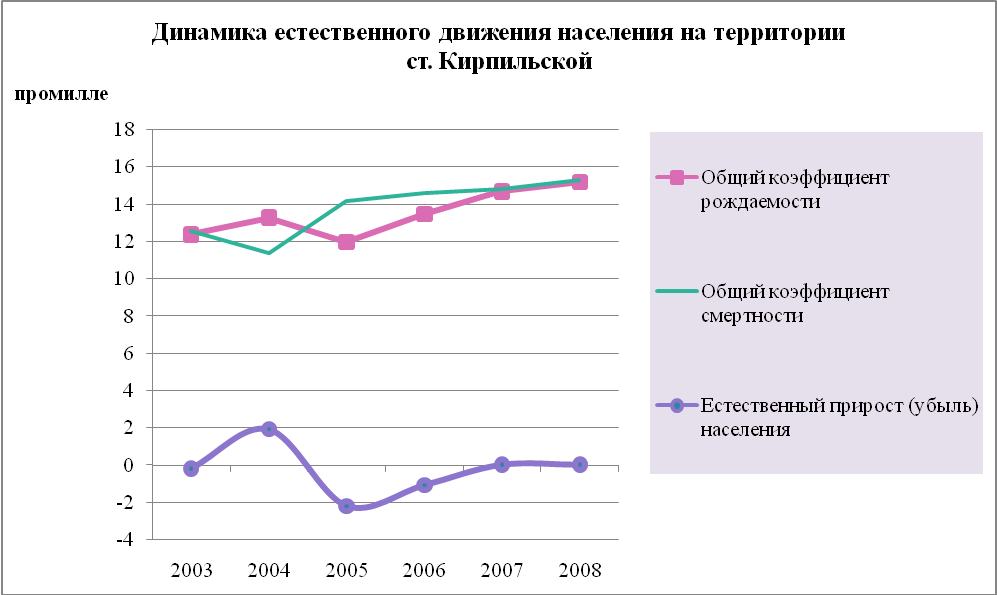 Динамика естественного движения населения на территории
ст. Кирпильской
промилле
18
16
14
12
10
8
6
4
2
0
-2
-4
2003 2004 2005 2006 2007 2008
Общий коэффициент
рождаемости
Общий коэффициент
смертности
Естественный прирост (убыль)
населения